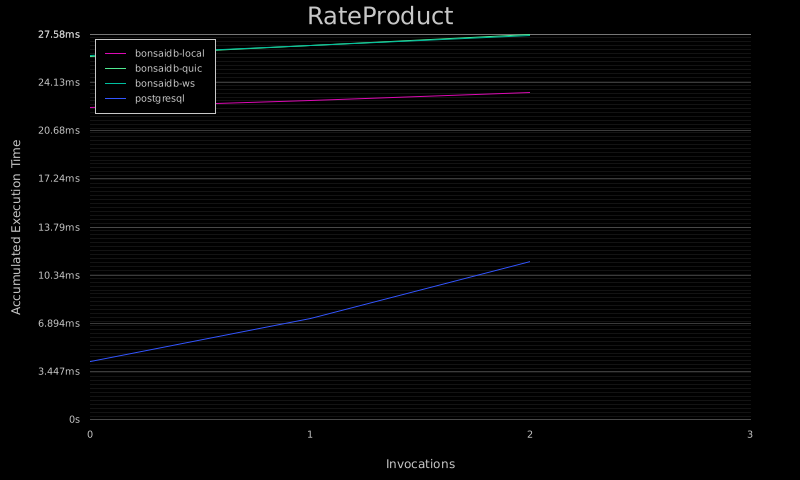 RateProduct
27.58ms
24.13ms
20.68ms
17.24ms
13.79ms
10.34ms
6.894ms
3.447ms
0s
Accumulated Execution Time
bonsaidb-local
bonsaidb-quic
bonsaidb-ws
postgresql
0 1 2 3
Invocations